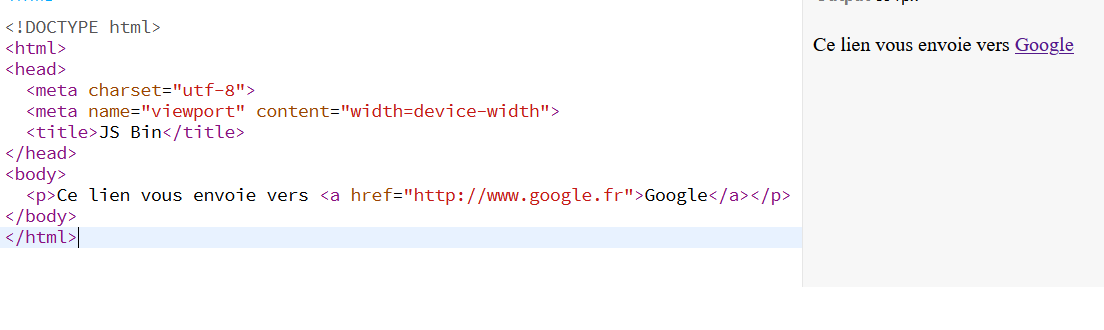 <!DOCTYPE html>
<html>
<head>
  <meta charset="utf-8">
  <meta name="viewport" content="width=device-width">
  <title>JS Bin</title>
</head>
<body>
  <p>Ce lien vous envoie vers <a href="http://www.google.fr">Google</a></p>
</body>
</html>
Ce lien vous envoie vers Google